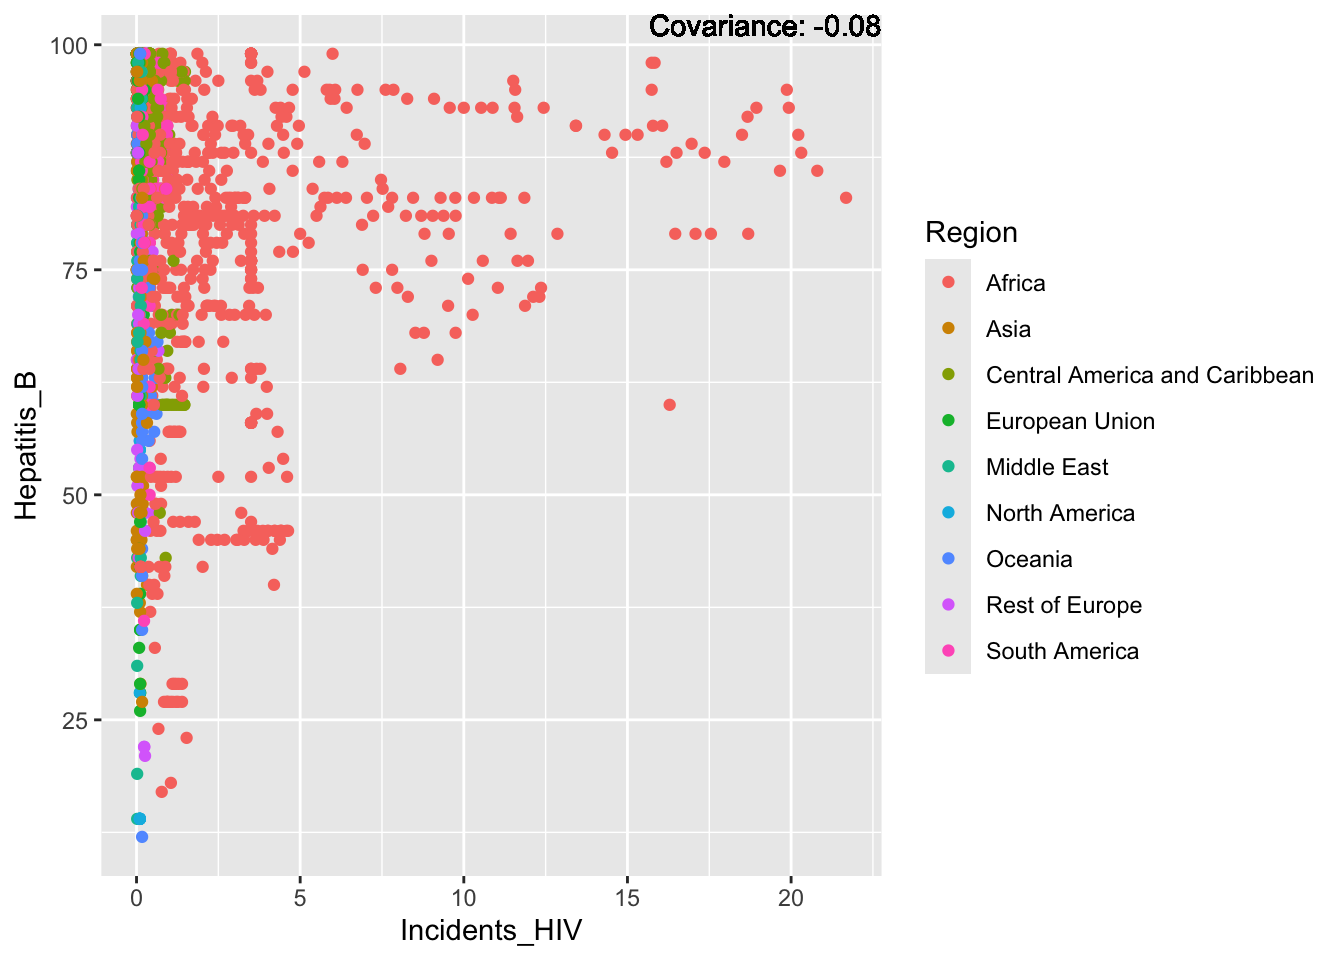 Covariance: -0.08
100
75
50
25
Hepatitis_B
0
5
10
15
20
Incidents_HIV
Region
Africa
Asia
Central America and Caribbean
European Union
Middle East
North America
Oceania
Rest of Europe
South America